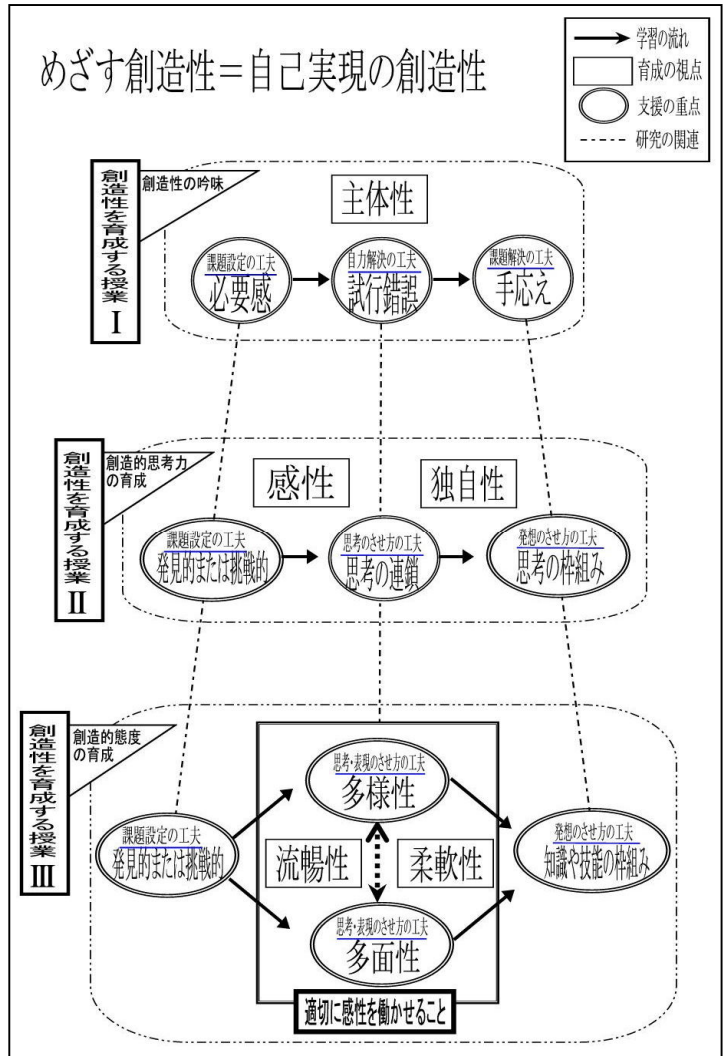 めざす創造性＝自己実現の創造性
学習の流れ
育成の視点
支援の重点
研究の関連
創造性を育成する授業Ⅰ
創造性の吟味
主体性
課題設定の工夫
必要感
自力解決の工夫
試行錯誤
課題解決の工夫
手応え
創造性を育成する授業Ⅱ
創造的思考力
の育成
感性
独自性
課題設定の工夫
発見的または挑戦的
思考のさせ方の工夫
思考の連鎖
発想のさせ方の工夫
思考の枠組み
創造性を育成する授業Ⅲ
創造的態度
の育成
課題設定の工夫
発見的または挑戦的
思考・表現のさせ方の工夫
多様性
流暢性
柔軟性
思考・表現のさせ方の工夫
多面性
適切に感性を働かせること
発想のさせ方の工夫
知識や技能の枠組み